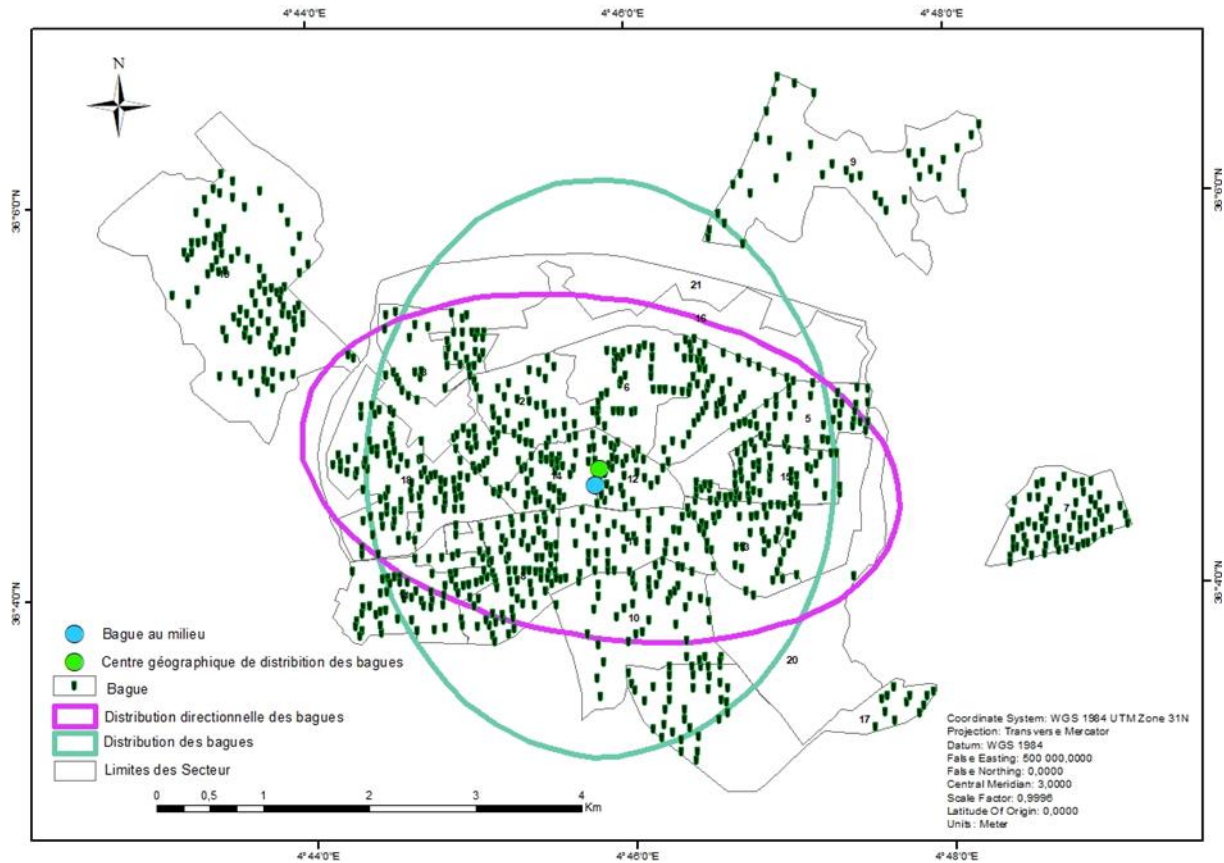 4°44'0"E 4°46'0"E 4°48'0"E
N
36°6'0"N 36°6'0"N
9
21
16
3
6
2
5
14
12
18
15
7
13
36°4'0"N 36°4'0"N
10
20
17
Bague au milieu
Centre géographique de distribition des bagues
Bague
Distribution directionnelle des bagues
Distribution des bagues
Limites des Secteur
0 0,5 1 2 3 4
Km
Coordinate System: WGS 1984 UTM Zone 31N
Projection: Transverse Mercator
Datum: WGS 1984
False Easting: 500 000,0000
False Northing: 0,0000
Central Meridian: 3,0000
Scale Factor: 0,9996
Latitude Of Origin: 0,0000
Units: Meter
4°44'0"E 4°46'0"E 4°48'0"E